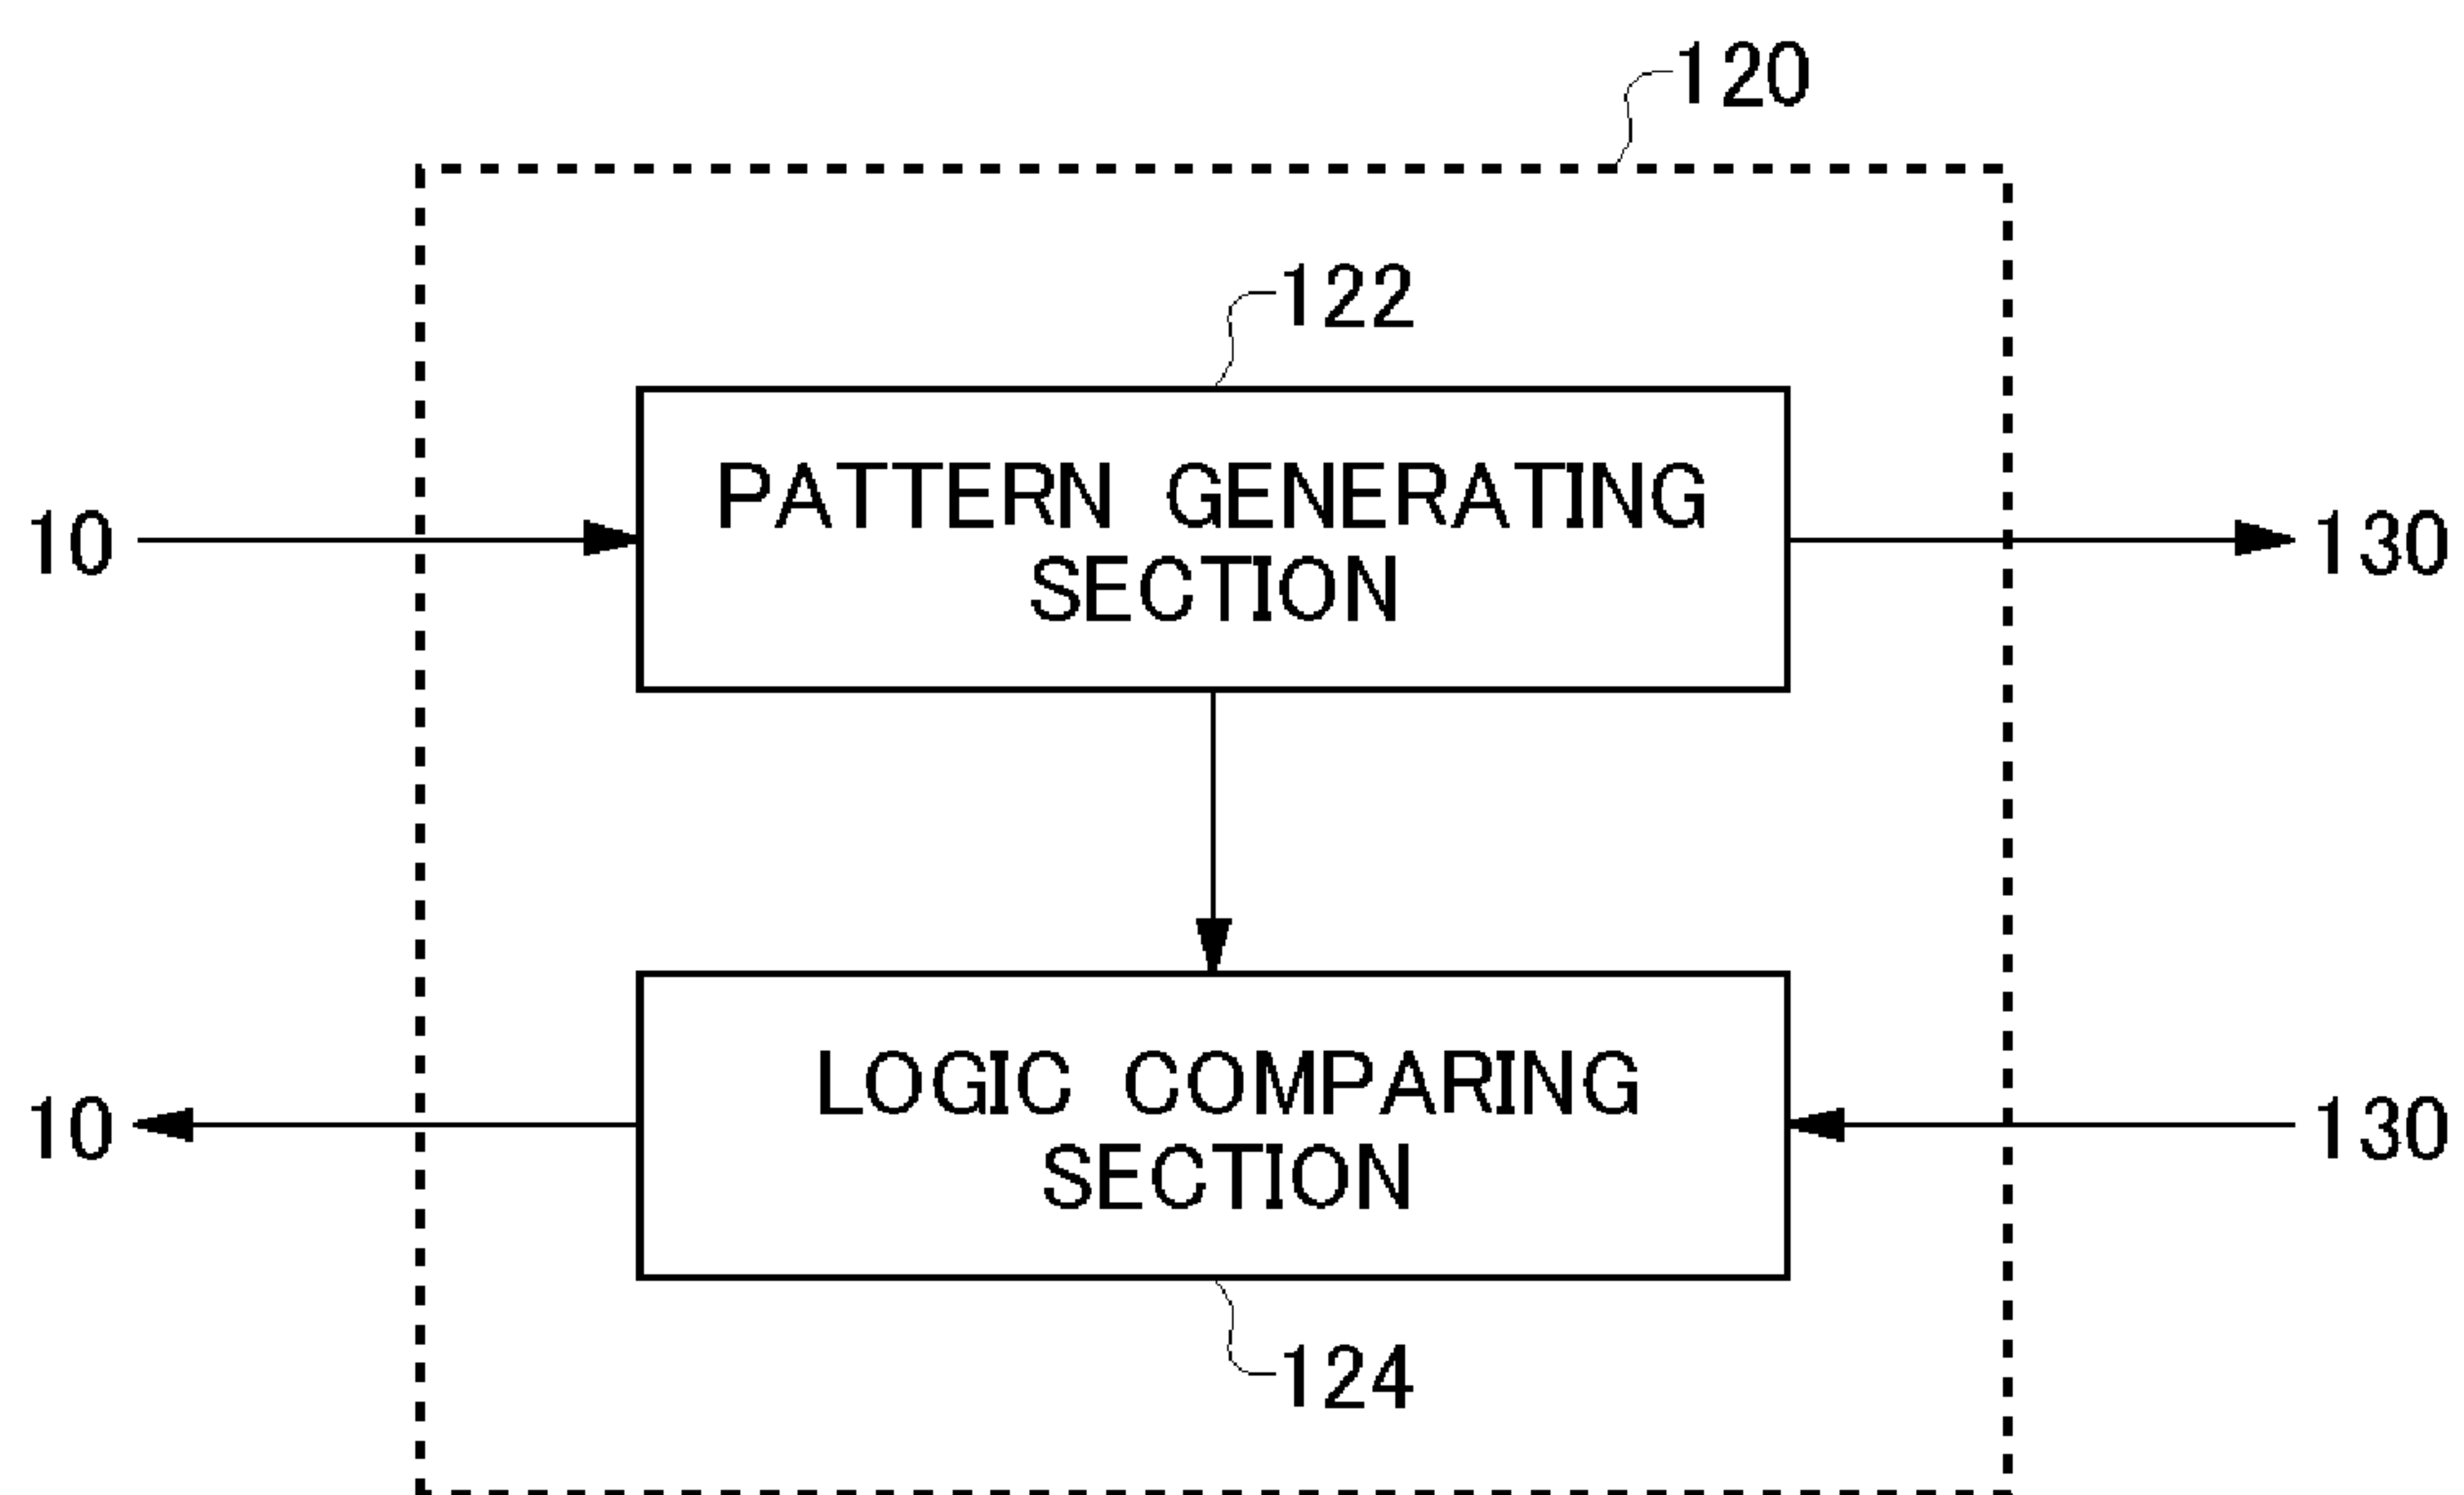 120
122
10
PATTERN GENERATING
SECTION
130
10
LOGIC COMPARING
SECTION
130
124